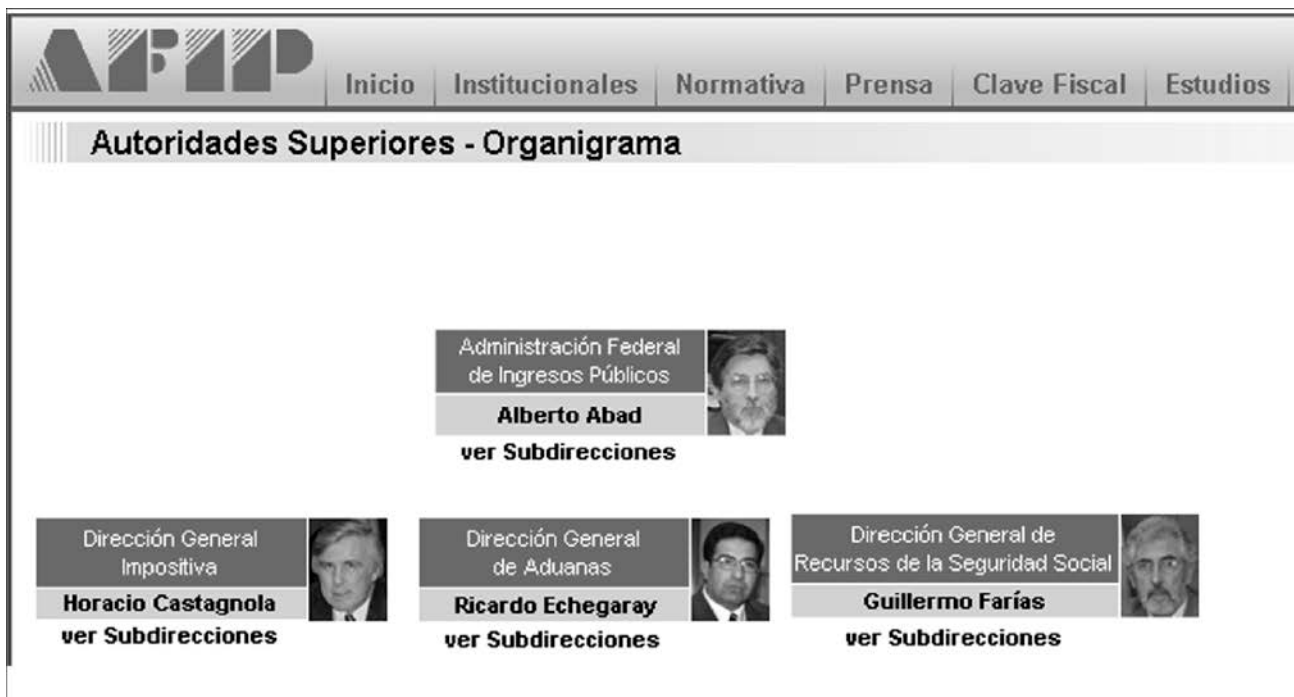 AFIP
Inicio Institucionales Normativa Prensa Clave Fiscal Estudios
Autoridades Superiores - Organigrama
Administración Federal
de Ingresos Públicos
Alberto Abad
ver Subdirecciones
Dirección General
Impositiva
Horacio Castagnola
ver Subdirecciones
Dirección General
de Aduanas
Ricardo Echegaray
ver Subdirecciones
Dirección General de
Recursos de la Seguridad Social
Guillermo Farías
ver Subdirecciones